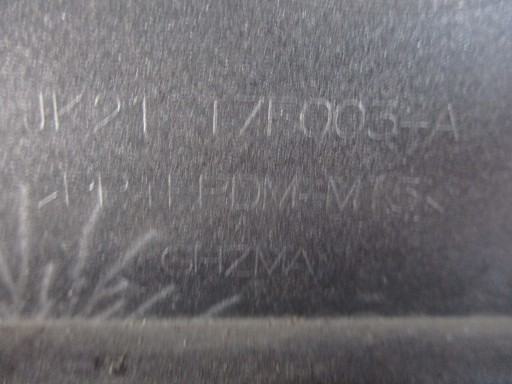 JK21 17F003-A
>PP+EPDM-M15<
GHZMA